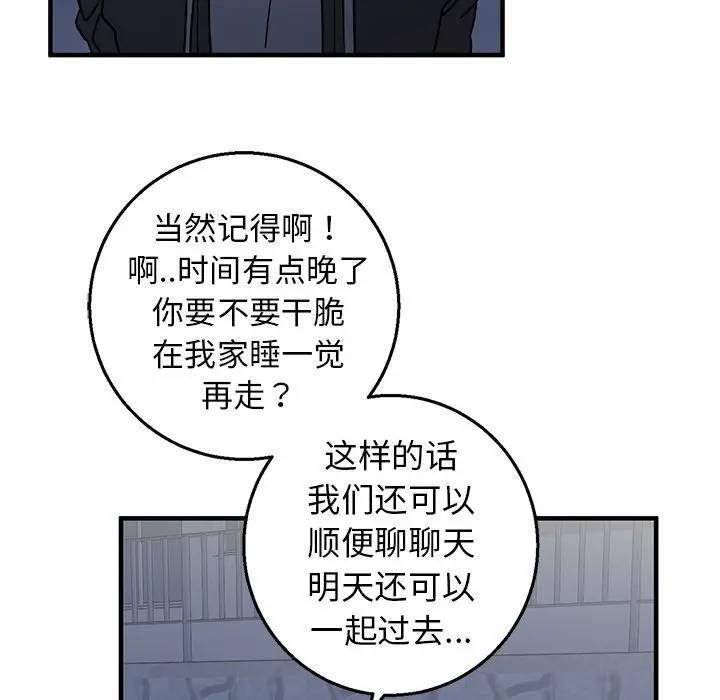 当然记得啊！
啊..时间有点晚了
你要不要干脆
在我家睡一觉
再走？
这样的话
我们还可以
顺便聊聊天
明天还可以
一起过去...